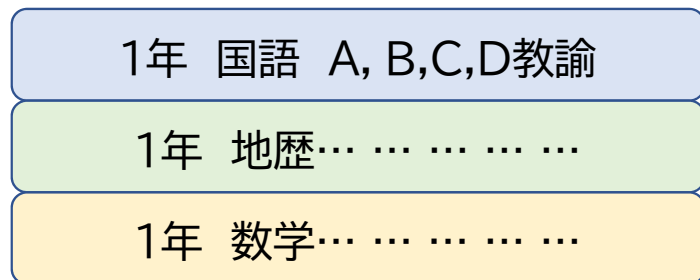 1年 国語 A, B,C,D教諭
1年 地歴… … … … …
1年 数学… … … … …